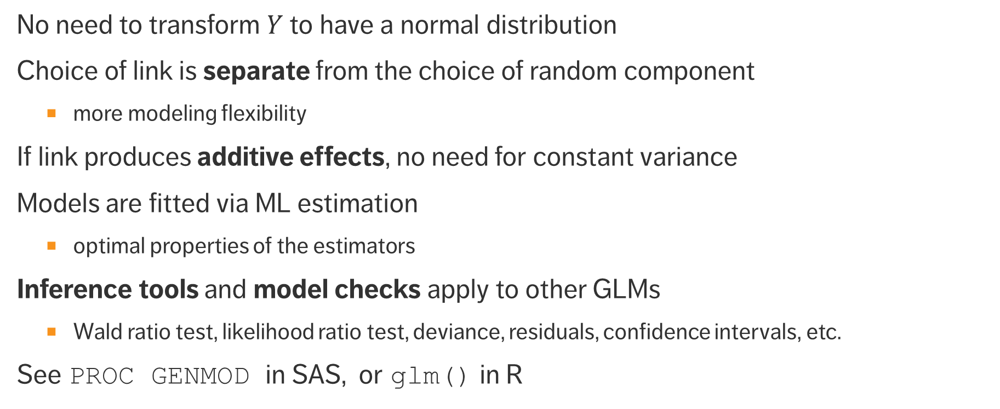 No need to transform Y to have a normal distribution
Choice of link is separate from the choice of random component
more modeling flexibility
If link produces additive effects, no need for constant variance
Models are fitted via ML estimation
optimal properties of the estimators
Inference tools and model checks apply to other GLMs
Wald ratio test, likelihood ratio test, deviance, residuals, confidence intervals, etc.
See PROC GENMOD in SAS, or glm() in R